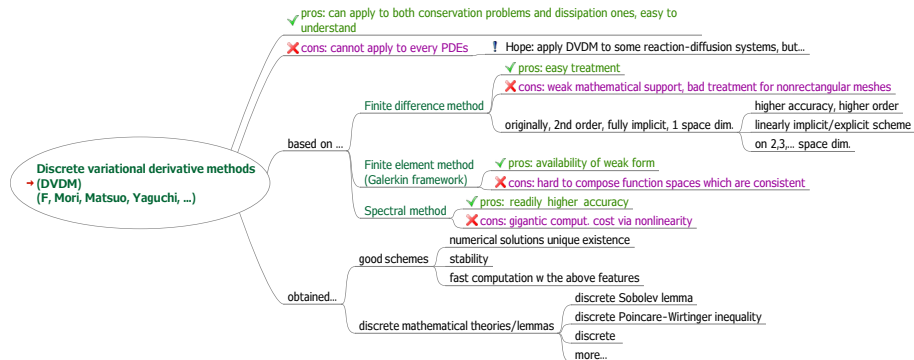 pros: can apply to both conservation problems and dissipation ones, easy to
understand
cons: cannot apply to every PDEs
Hope: apply DVDM to some reaction-diffusion systems, but...
Discrete variational derivative methods
(DVDM)
(F, Mori, Matsuo, Yaguchi, ...)
based on ...
Finite difference method
pros: easy treatment
cons: weak mathematical support, bad treatment for nonrectangular meshes
originally, 2nd order, fully implicit, 1 space dim.
higher accuracy, higher order
linearly implicit/explicit scheme
on 2,3,... space dim.
Finite element method
(Galerkin framework)
pros: availability of weak form
cons: hard to compose function spaces which are consistent
Spectral method
pros: readily higher accuracy
cons: gigantic comput. cost via nonlinearity
obtained...
good schemes
numerical solutions unique existence
stability
fast computation w the above features
discrete mathematical theories/lemmas
discrete Sobolev lemma
discrete Poincare-Wirtinger inequality
discrete
more...